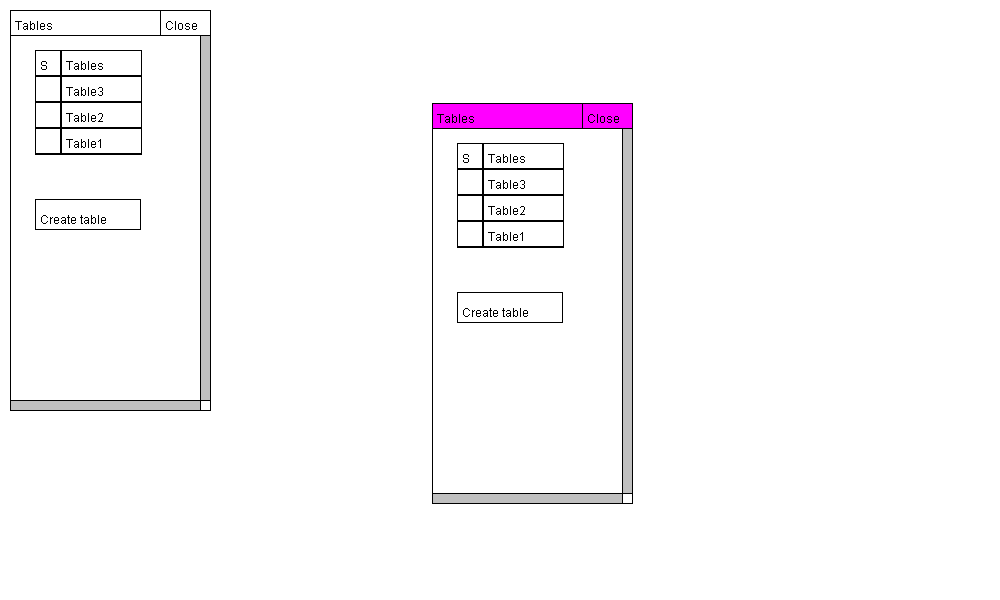 Tables Close
S Tables
Table3
Table2
Table1
Create table
Tables Close
S Tables
Table3
Table2
Table1
Create table